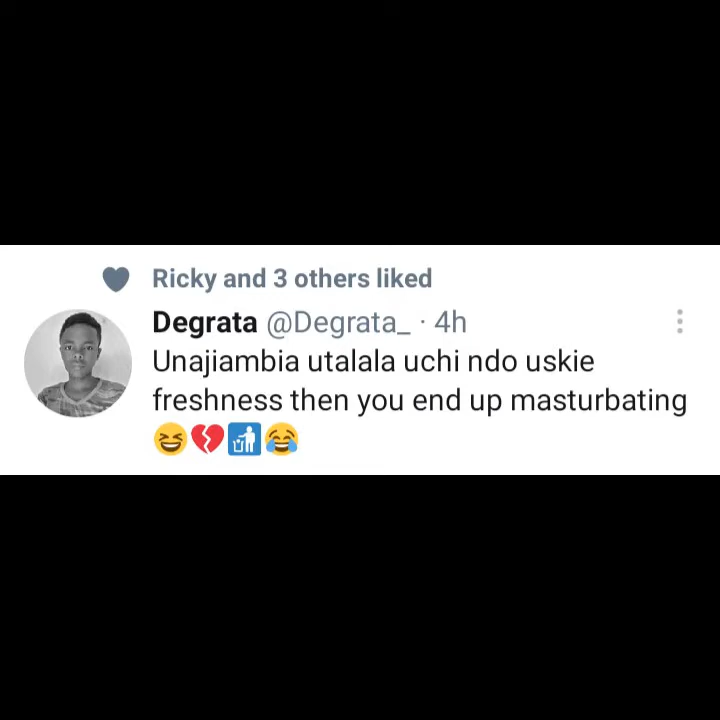 Ricky and 3 others liked
Degrata @Degrata_ · 4h
Unajiambia utalala uchi ndo uskie
freshness then you end up masturbating
😆💔🚮😂